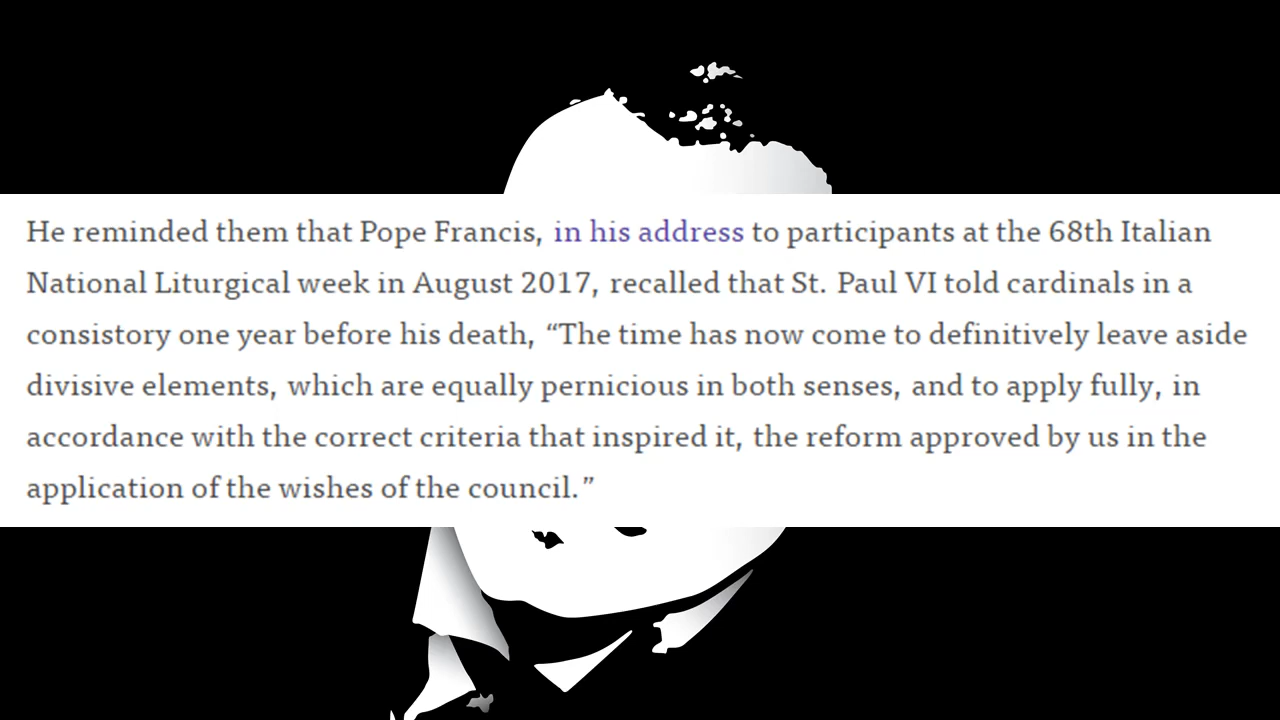 He reminded them that Pope Francis, in his address to participants at the 68th Italian
National Liturgical week in August 2017, recalled that St. Paul VI told cardinals in a
consistory one year before his death, “The time has now come to definitively leave aside
divisive elements, which are equally pernicious in both senses, and to apply fully, in
accordance with the correct criteria that inspired it, the reform approved by us in the
application of the wishes of the council.”